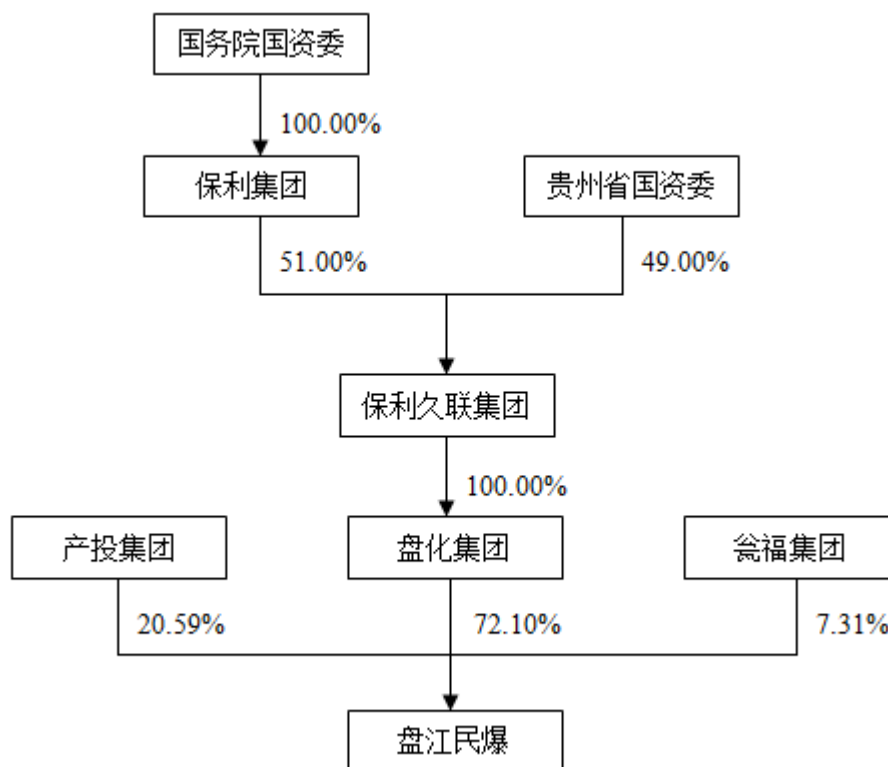 国务院国资委
100.00%
保利集团
贵州省国资委
51.00%
49.00%
保利久联集团
100.00%
产投集团
盘化集团
瓮福集团
20.59%
72.10%
7.31%
盘江民爆